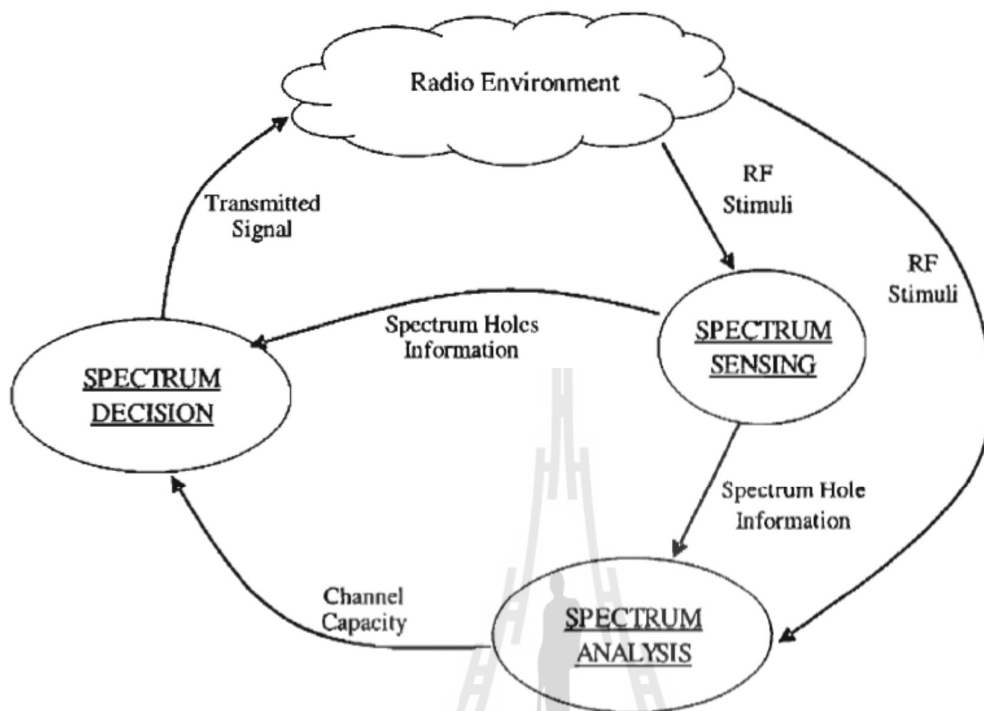 Radio Environment
RF
Stimuli
Transmitted
Signal
RF
Stimuli
Spectrum Holes
Information
SPECTRUM
SENSING
SPECTRUM
DECISION
Spectrum Hole
Information
Channel
Capacity
SPECTRUM
ANALYSIS